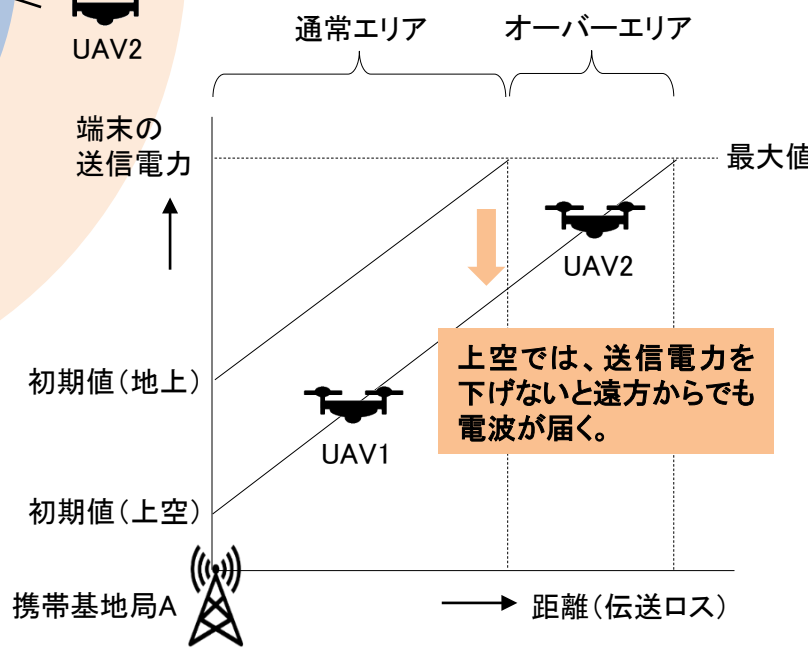 UAV2
通常エリア
オーバーエリア
端末の
送信電力
最大値
UAV2
上空では、送信電力を
下げないと遠方からでも
電波が届く。
初期値(地上)
UAV1
初期値(上空)
携帯基地局A
距離(伝送ロス)